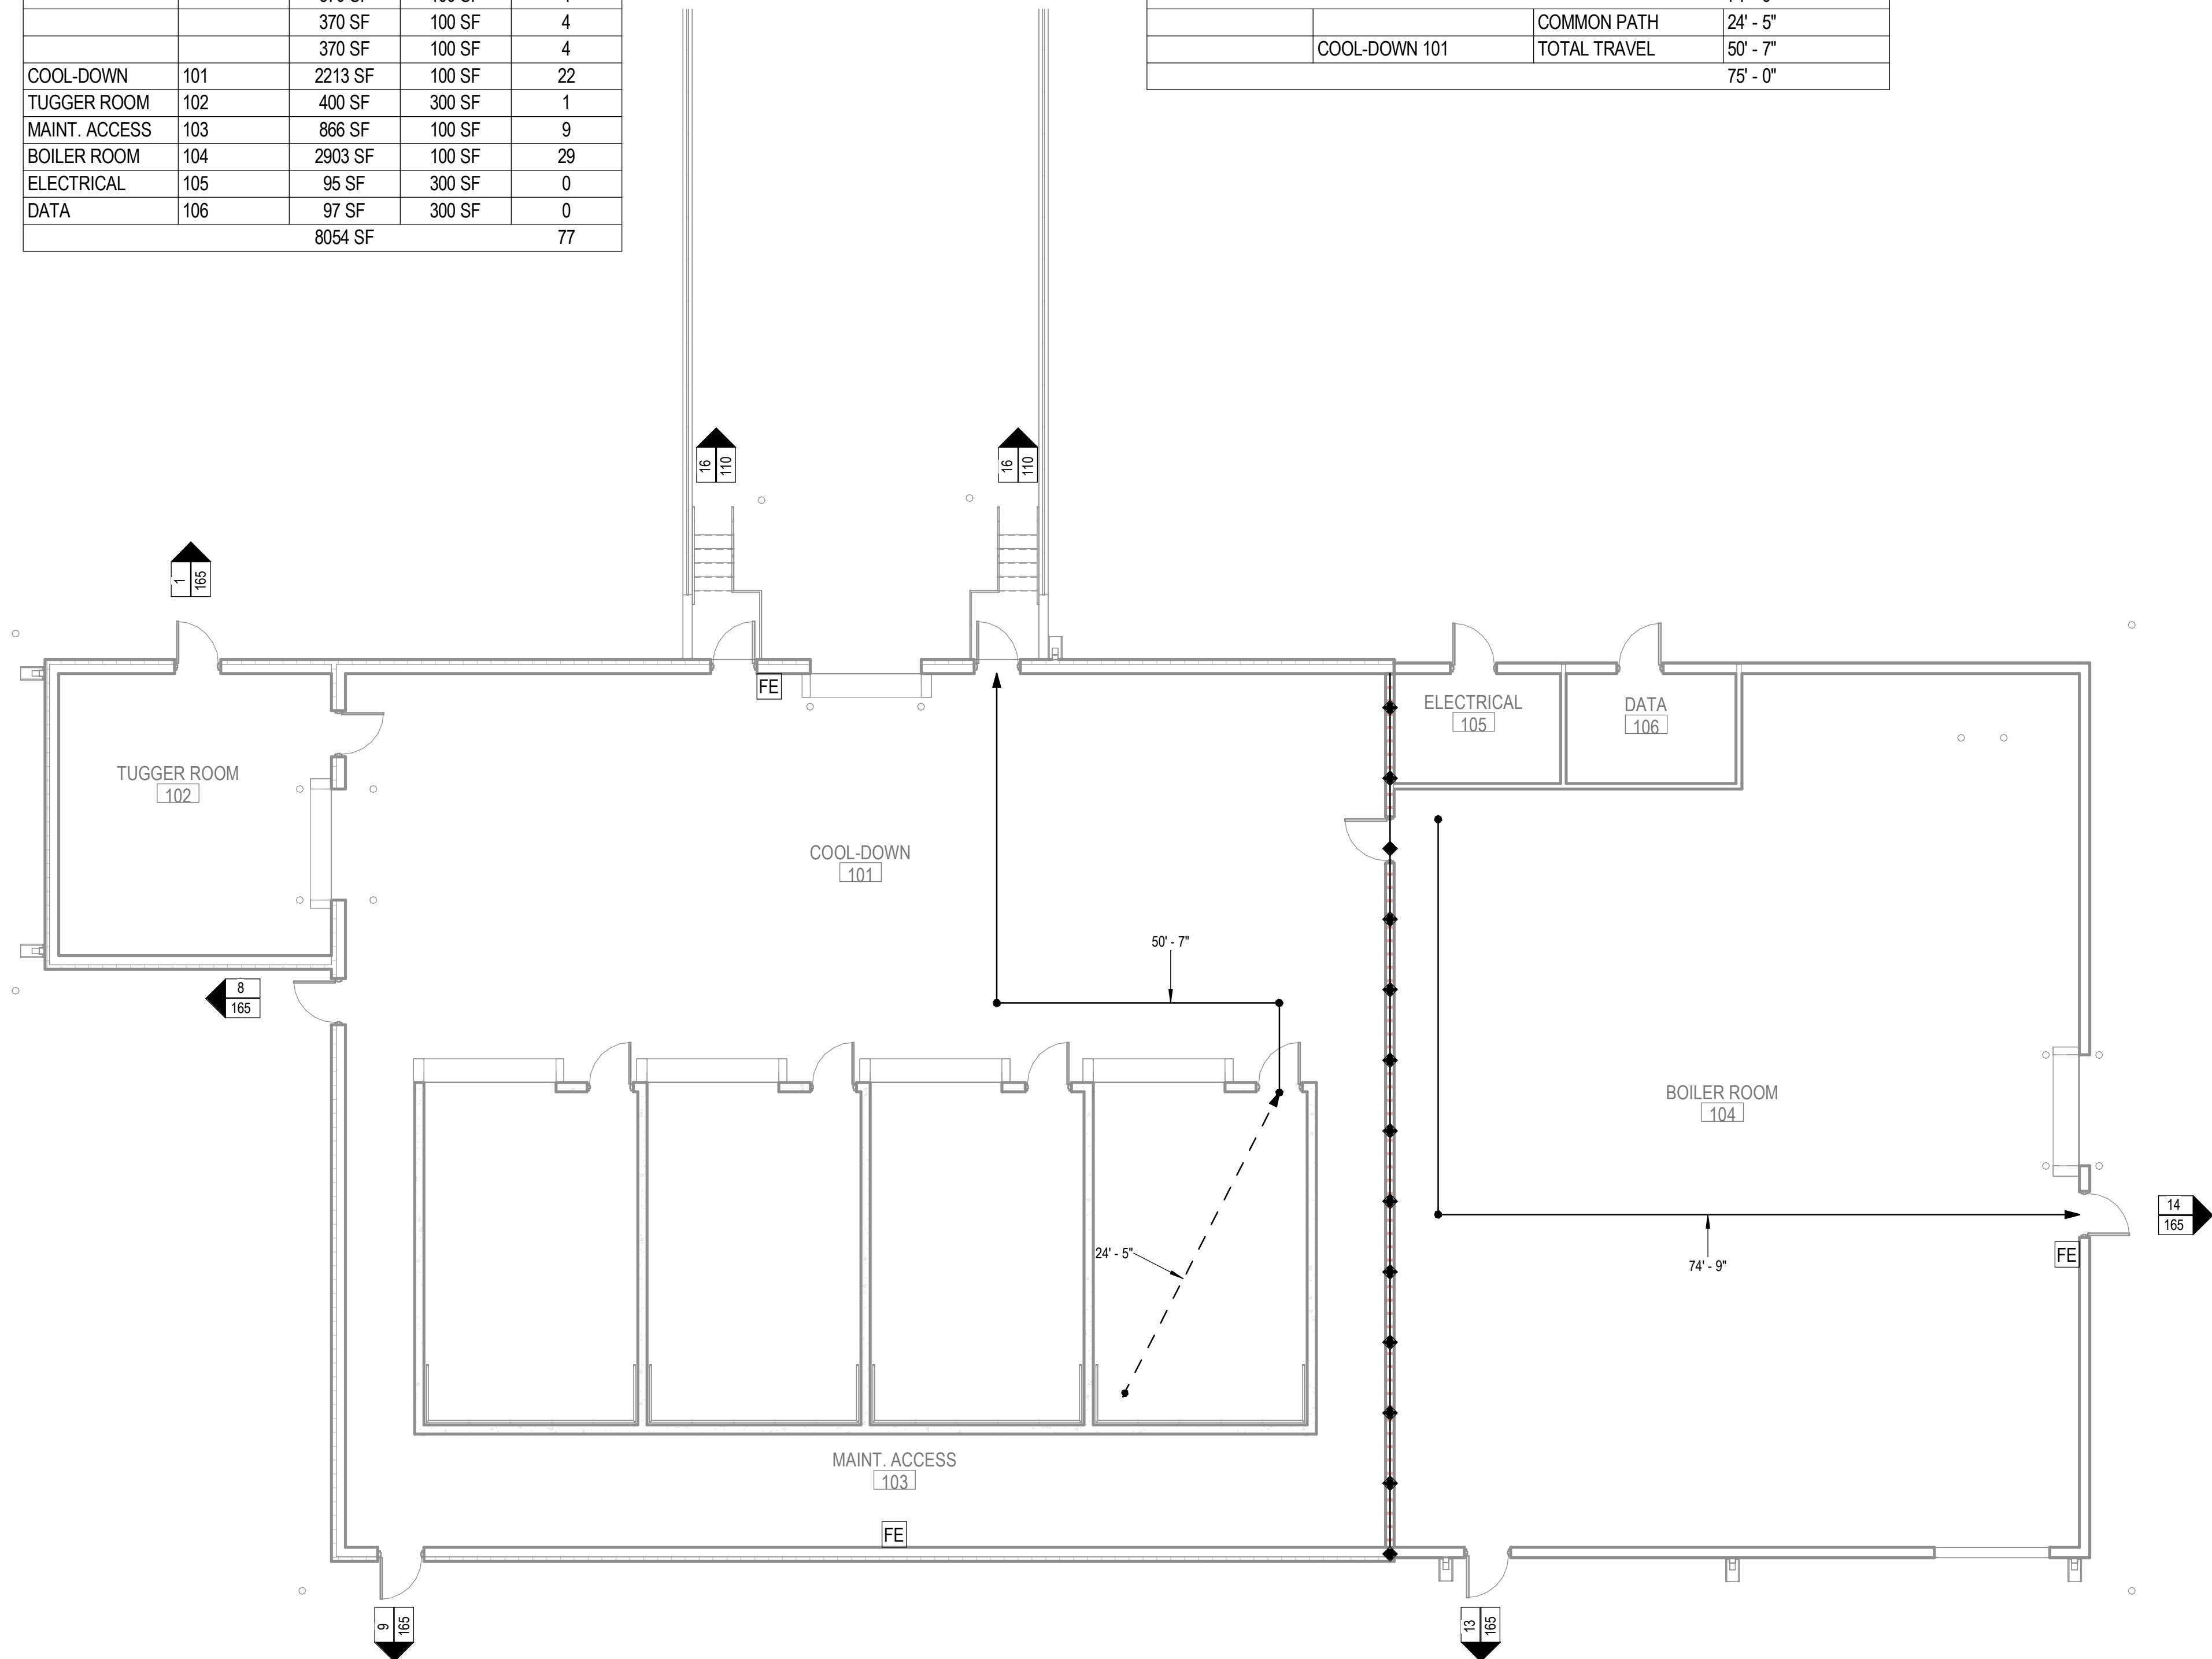 370 SF 100 SF 4
370 SF 100 SF 4
COOL-DOWN 101 2213 SF 100 SF 22
TUGGER ROOM 102 400 SF 300 SF 1
MAINT. ACCESS 103 866 SF 100 SF 9
BOILER ROOM 104 2903 SF 100 SF 29
ELECTRICAL 105 95 SF 300 SF 0
DATA 106 97 SF 300 SF 0
8054 SF 77
COMMON PATH 24' - 5"
COOL-DOWN 101 TOTAL TRAVEL 50' - 7"
75' - 0"
16
110
16
110
1
165
FE
ELECTRICAL
105
DATA
106
TUGGER ROOM
102
COOL-DOWN
101
50' - 7"
8
165
BOILER ROOM
104
14
165
24' - 5"
FE
74' - 9"
MAINT. ACCESS
103
FE
9
165
13
165